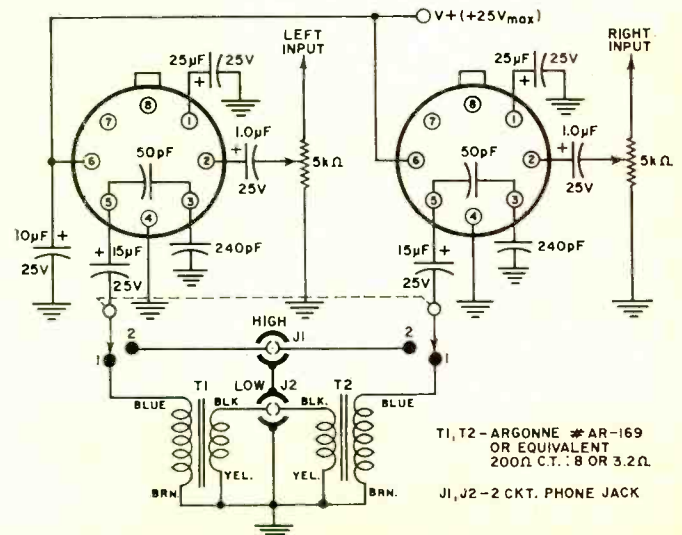 V+ (+25Vmax)
LEFT
INPUT
RIGHT
INPUT
25µF
+
25V
25µF
+
25V
8
7
1
6
2
5
3
4
50pF
1.0µF
+
25V
5kΩ
8
7
1
6
2
5
3
4
50pF
1.0µF
+
25V
5kΩ
+
25V
+
15µF
25V
240pF
+
15µF
25V
240pF
HIGH
J1
1
2
2
1
LOW
J2
T1
T2
BLUE
BLK
BLK.
BLUE
YEL.
YEL.
BRN.
BRN.
T1, T2 - ARGONNE # AR-169
OR EQUIVALENT
200Ω C.T. : 8 OR 3.2Ω
J1, J2 - 2 CKT. PHONE JACK